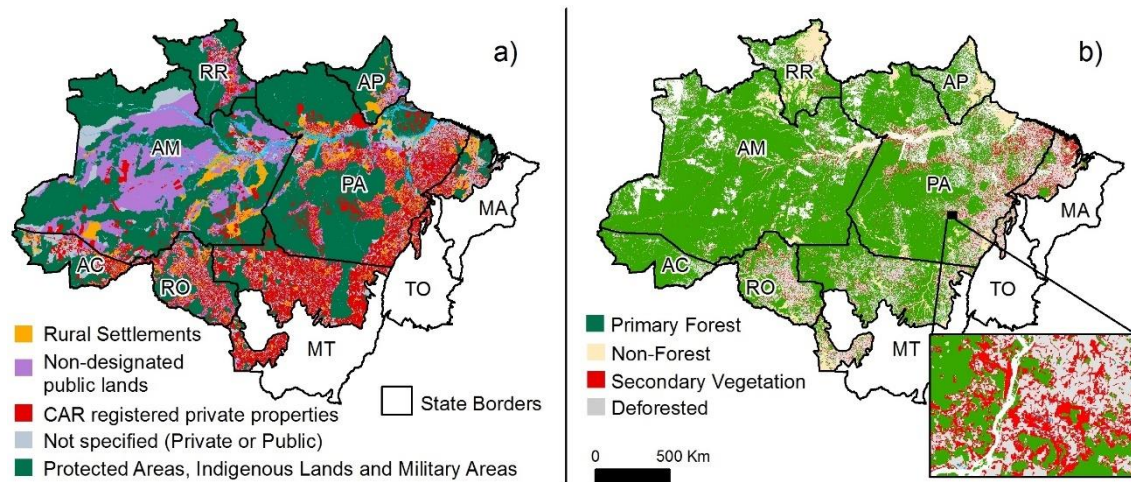 a)
RR
AP
AM
PA
MA
AC
RO
TO
MT
Rural Settlements
Non-designated
public lands
CAR registered private properties
Not specified (Private or Public)
Protected Areas, Indigenous Lands and Military Areas
State Borders
b)
RR
AP
AM
PA
MA
AC
RO
TO
MT
Primary Forest
Non-Forest
Secondary Vegetation
Deforested
0 500 Km